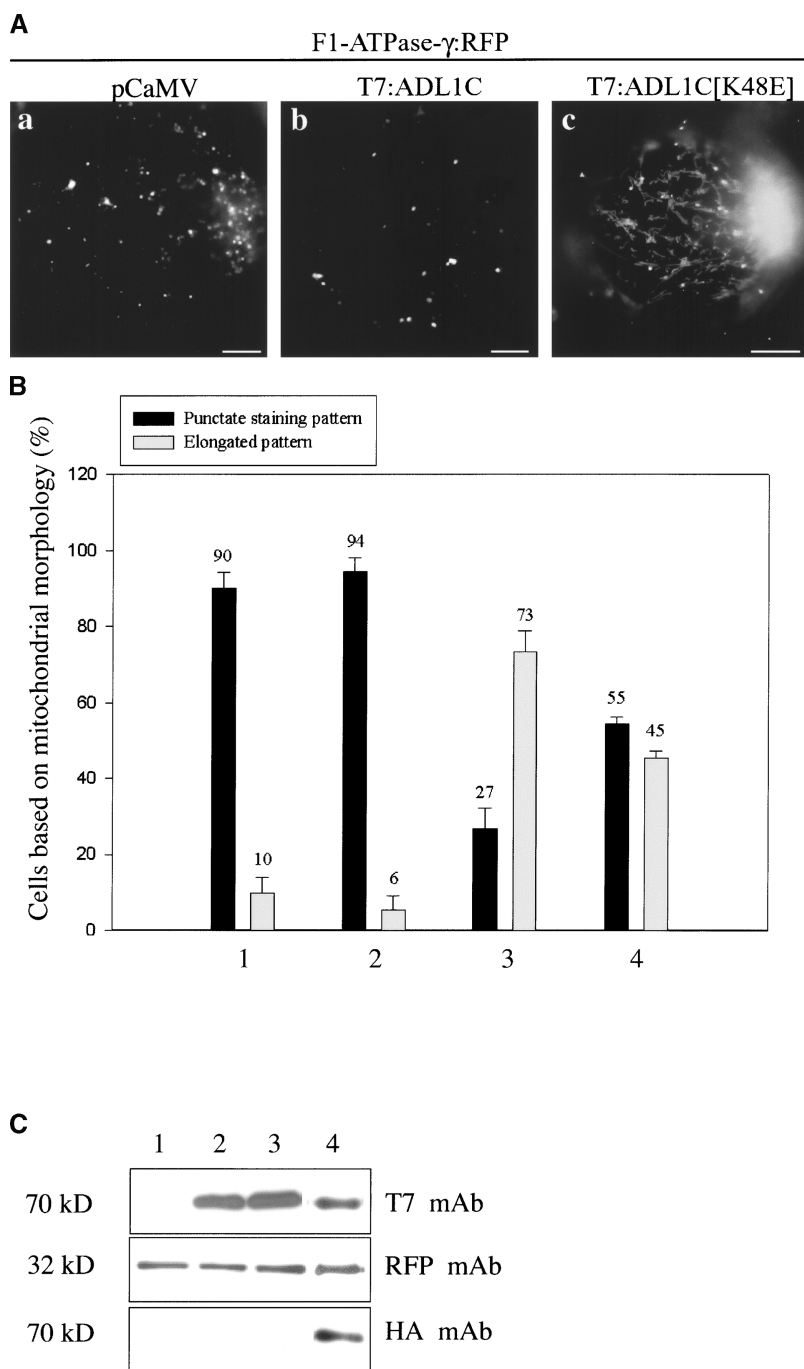 A
F1-ATPase-γ:RFP
pCaMV T7:ADL1C T7:ADL1C[K48E]
a b c
B
Punctate staining pattern
Elongated pattern
Cells based on mitochondrial morphology (%)
120
100
80
60
40
20
0
90 10 94 6 27 73 55 45
1 2 3 4
C
1 2 3 4
70 kD T7 mAb
32 kD RFP mAb
70 kD HA mAb